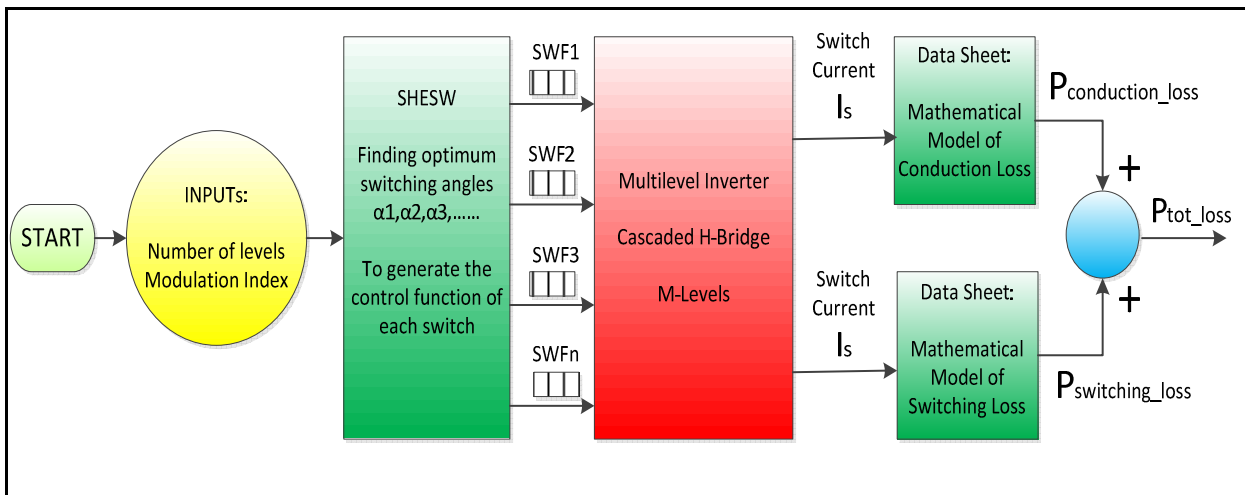 START
INPUTs:
Number of levels
Modulation Index
SHESW
Finding optimum
switching angles
α1,α2,α3,......
To generate the
control function of
each switch
SWF1
SWF2
SWF3
SWFn
Multilevel Inverter
Cascaded H-Bridge
M-Levels
Switch
Current
Is
Switch
Current
Is
Data Sheet:
Mathematical
Model of
Conduction Loss
Data Sheet:
Mathematical
Model of
Switching Loss
Pconduction_loss
+
Ptot_loss
+
Pswitching_loss